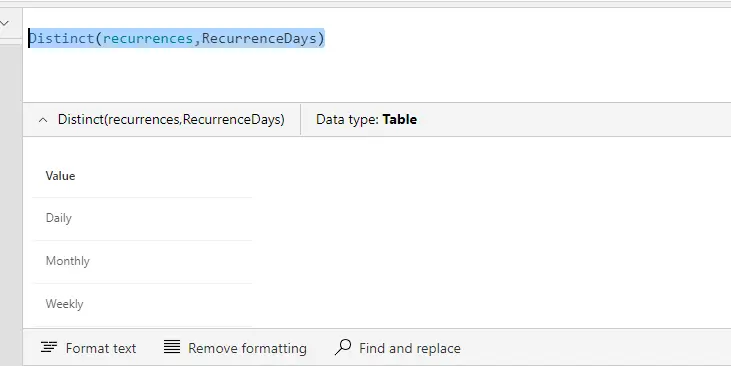 Distinct(recurrences,RecurrenceDays)
Distinct(recurrences,RecurrenceDays) Data type: Table
Value
Daily
Monthly
Weekly
Format text Remove formatting Find and replace